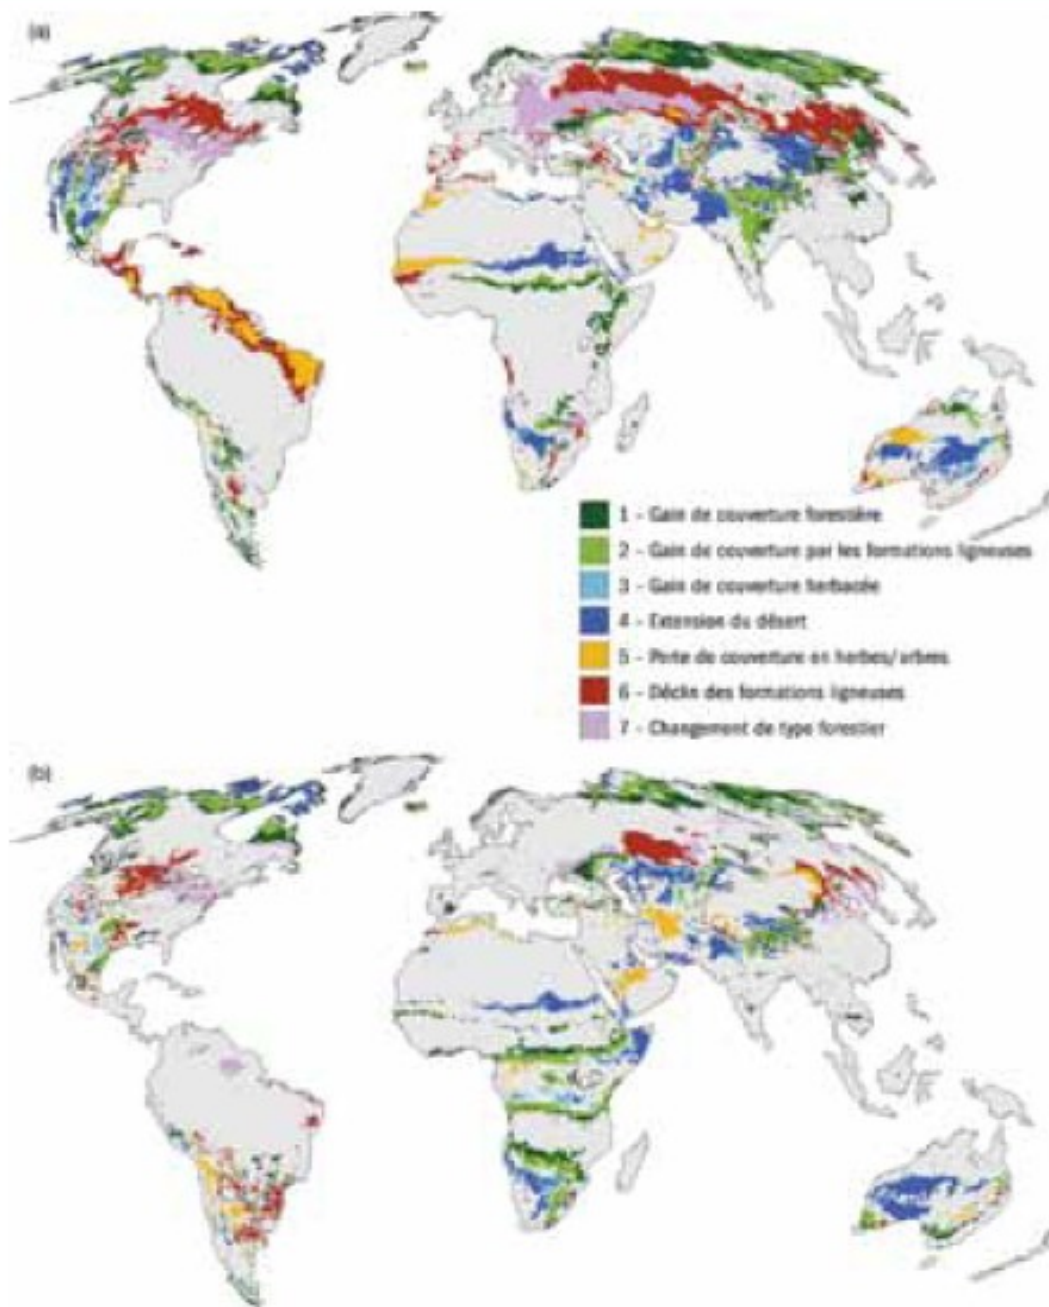 (a)
1 - Gain de couverture forestière
2 - Gain de couverture par les formations ligneuses
3 - Gain de couverture herbacée
4 - Extension du désert
5 - Perte de couverture en herbes/arbres
6 - Déclin des formations ligneuses
7 - Changement de type forestier
(b)